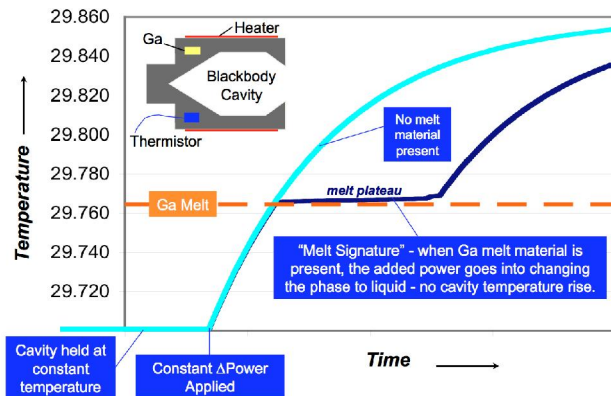 29.860
29.840
29.820
29.800
29.780
29.760
29.740
29.720
Temperature
Heater
Ga
Blackbody
Cavity
Thermistor
No melt
material
present
melt plateau
Ga Melt
“Melt Signature” - when Ga melt material is
present, the added power goes into changing
the phase to liquid - no cavity temperature rise.
Cavity held at
constant
temperature
Constant ΔPower
Applied
Time